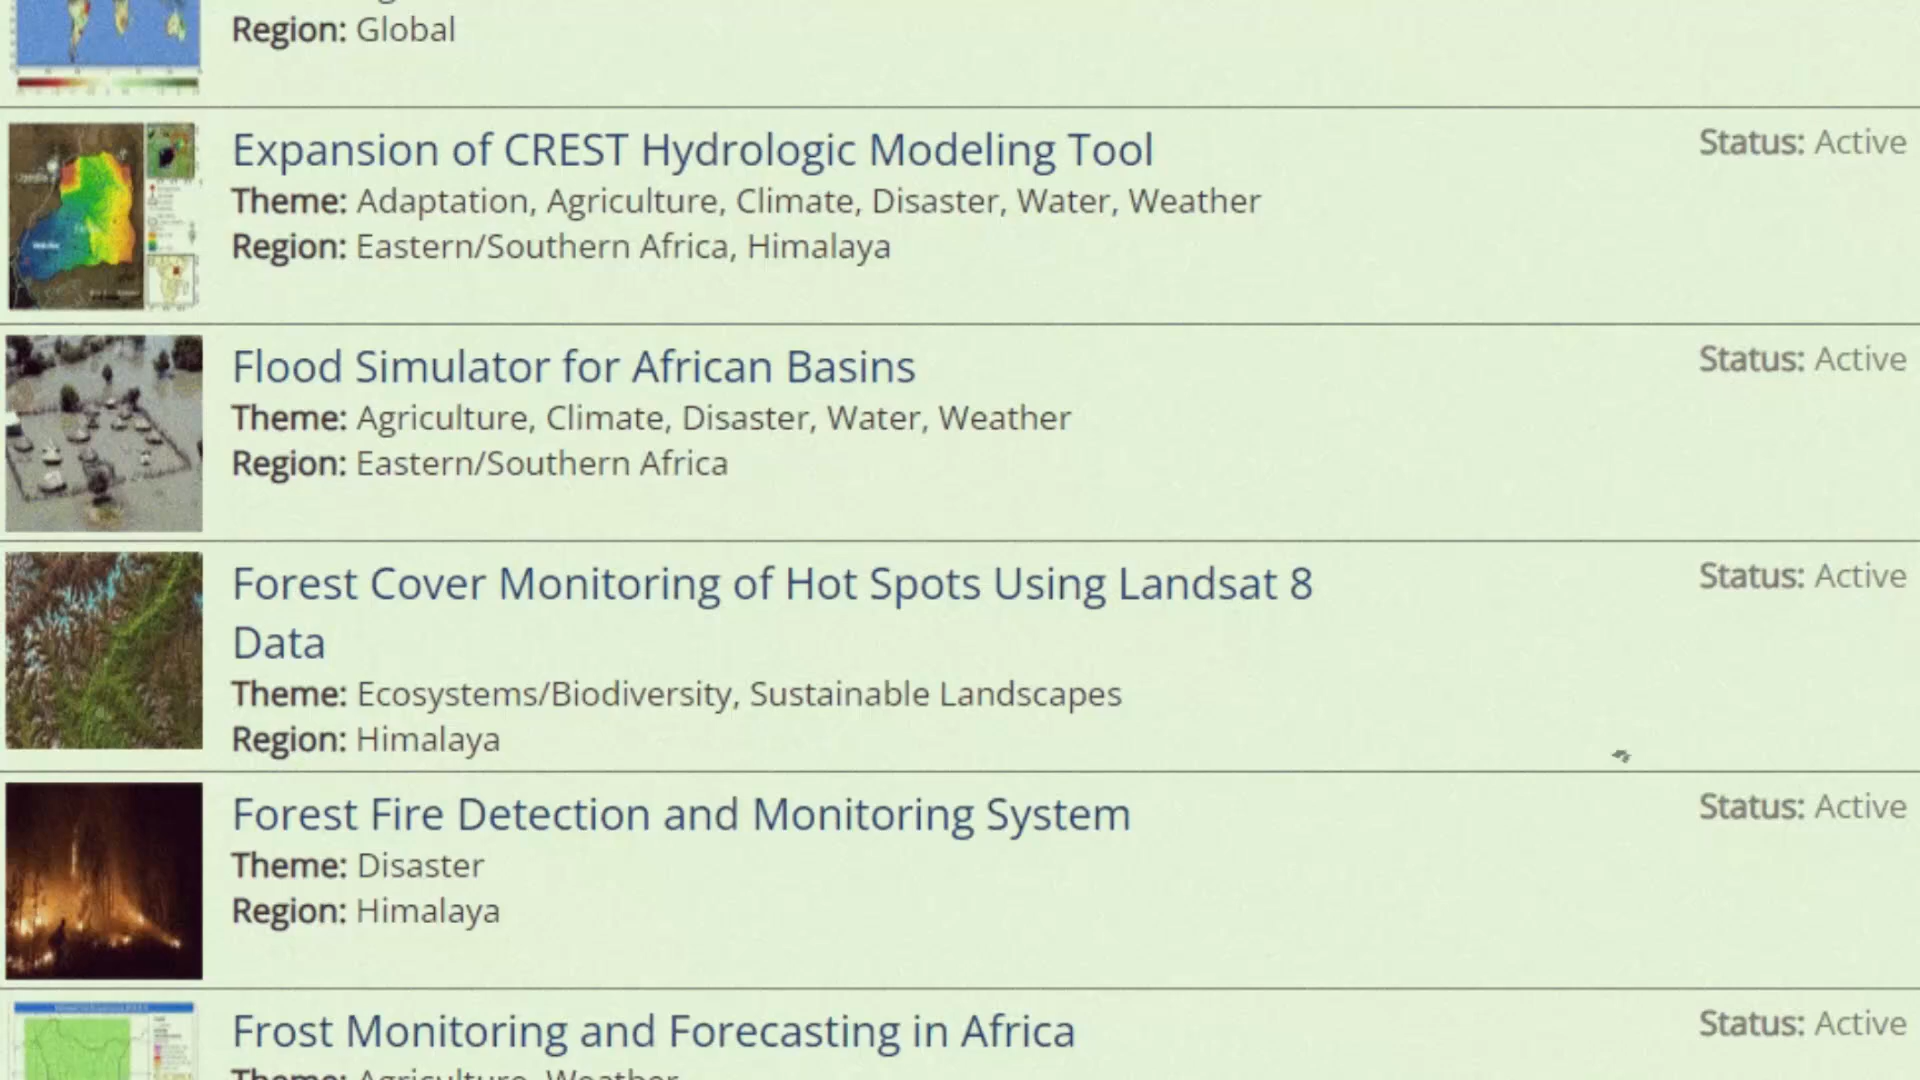 Region: Global
Expansion of CREST Hydrologic Modeling Tool
Status: Active
Theme: Adaptation, Agriculture, Climate, Disaster, Water, Weather
Region: Eastern/Southern Africa, Himalaya
Flood Simulator for African Basins
Status: Active
Theme: Agriculture, Climate, Disaster, Water, Weather
Region: Eastern/Southern Africa
Forest Cover Monitoring of Hot Spots Using Landsat 8
Data
Status: Active
Theme: Ecosystems/Biodiversity, Sustainable Landscapes
Region: Himalaya
Forest Fire Detection and Monitoring System
Status: Active
Theme: Disaster
Region: Himalaya
Frost Monitoring and Forecasting in Africa
Status: Active
Theme: Agriculture, Weather